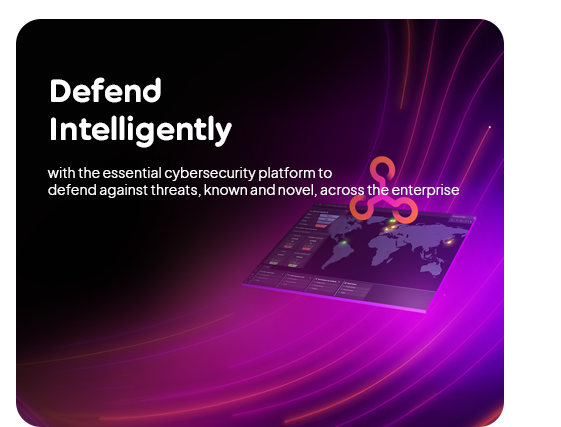 Defend
Intelligently
with the essential cybersecurity platform to
defend against threats, known and novel, across the enterprise